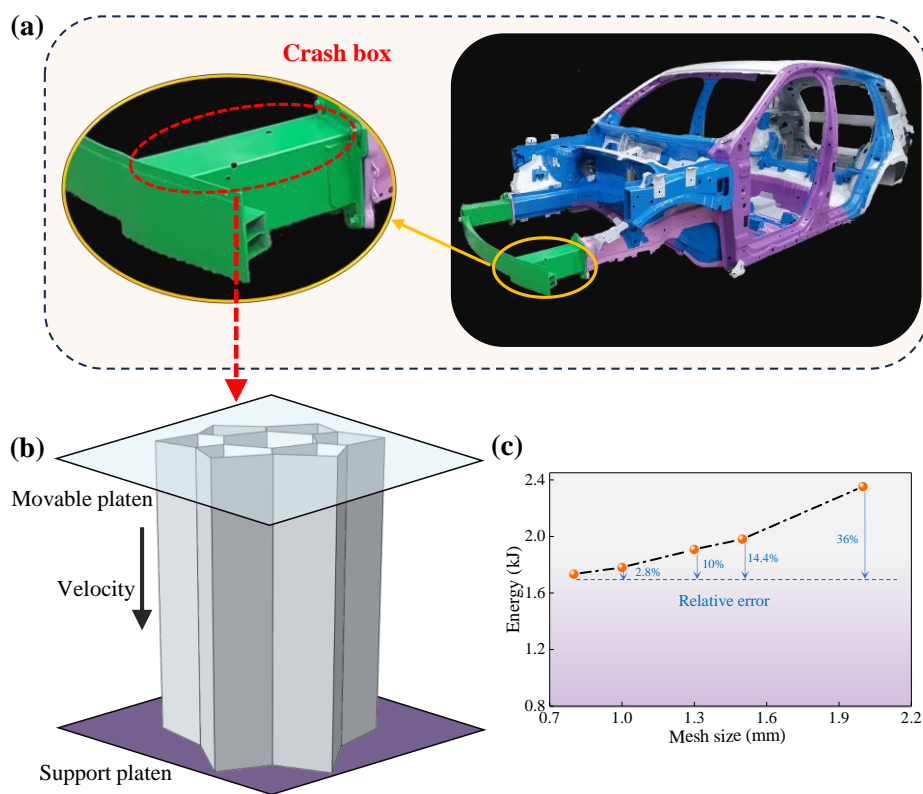 (a)
Crash box
(b)
Movable platen
Velocity
Support platen
(c)
Energy (kJ)
2.4
2.0
1.6
1.2
0.8
2.8%
10%
14.4%
36%
Relative error
0.7
1.0
1.3
1.6
1.9
2.2
Mesh size (mm)